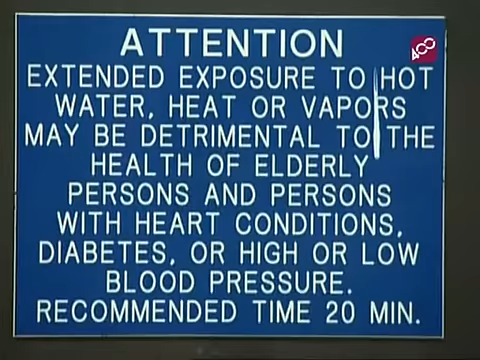 ATTENTION
EXTENDED EXPOSURE TO HOT
WATER, HEAT OR VAPORS
MAY BE DETRIMENTAL TO THE
HEALTH OF ELDERLY
PERSONS AND PERSONS
WITH HEART CONDITIONS,
DIABETES, OR HIGH OR LOW
BLOOD PRESSURE.
RECOMMENDED TIME 20 MIN.
400